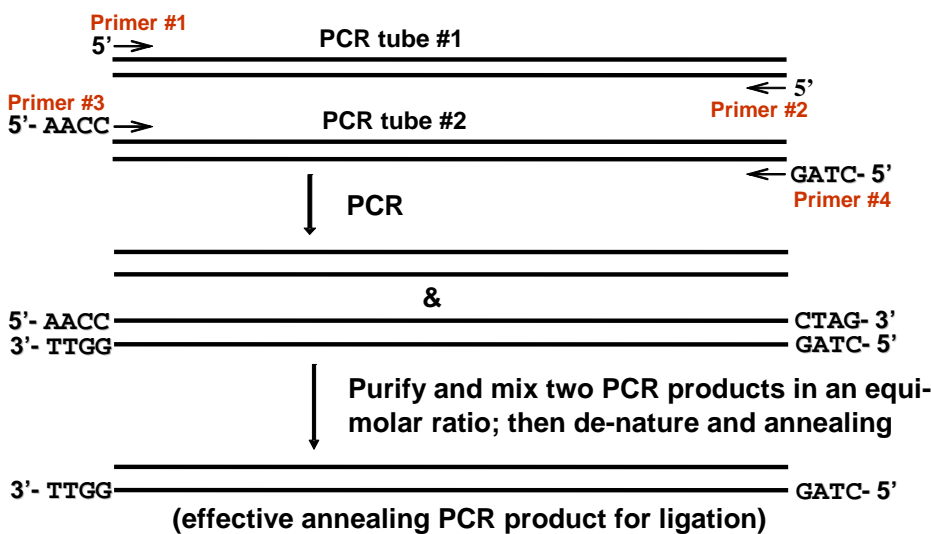 Primer #1
5’
PCR tube #1
5’
Primer #2
Primer #3
5’- AACC
PCR tube #2
GATC- 5’
Primer #4
PCR
&
5’- AACC CTAG- 3’
3’- TTGG GATC- 5’
Purify and mix two PCR products in an equi-
molar ratio; then de-nature and annealing
3’- TTGG GATC- 5’
(effective annealing PCR product for ligation)